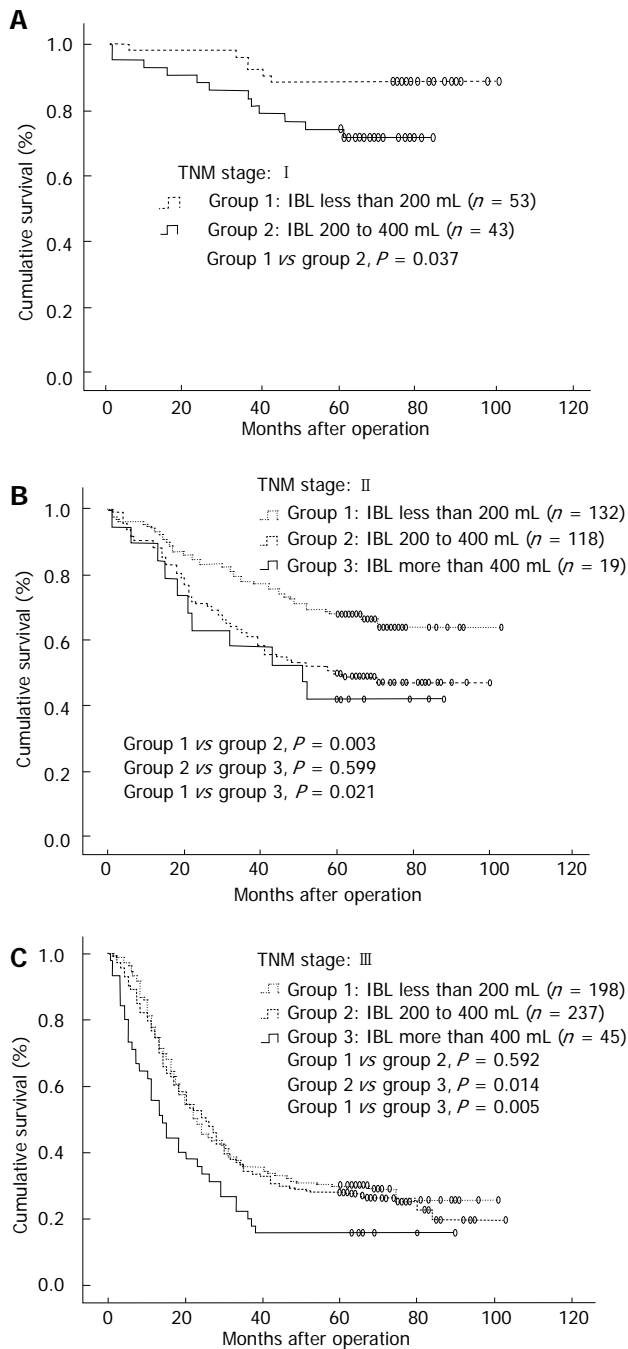 A
Cumulative survival (%)
1.0
0.8
0.6
0.4
0.2
0.0
TNM stage: Ⅰ
Group 1: IBL less than 200 mL (n = 53)
Group 2: IBL 200 to 400 mL (n = 43)
Group 1 vs group 2, P = 0.037
0 20 40 60 80 100 120
Months after operation
B
Cumulative survival (%)
1.0
0.8
0.6
0.4
0.2
0.0
TNM stage: Ⅱ
Group 1: IBL less than 200 mL (n = 132)
Group 2: IBL 200 to 400 mL (n = 118)
Group 3: IBL more than 400 mL (n = 19)
Group 1 vs group 2, P = 0.003
Group 2 vs group 3, P = 0.599
Group 1 vs group 3, P = 0.021
0 20 40 60 80 100 120
Months after operation
C
Cumulative survival (%)
1.0
0.8
0.6
0.4
0.2
0.0
TNM stage: Ⅲ
Group 1: IBL less than 200 mL (n = 198)
Group 2: IBL 200 to 400 mL (n = 237)
Group 3: IBL more than 400 mL (n = 45)
Group 1 vs group 2, P = 0.592
Group 2 vs group 3, P = 0.014
Group 1 vs group 3, P = 0.005
0 20 40 60 80 100 120
Months after operation